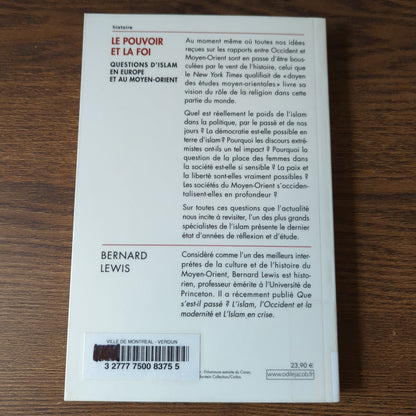 histoire
LE POUVOIR
ET LA FOI
QUESTIONS D'ISLAM
EN EUROPE
ET AU MOYEN-ORIENT
Au moment même où toutes nos idées
reçues sur les rapports entre Occident et
Moyen-Orient sont en passe d'être bous-
culées par le vent de l'histoire, celui que
le New York Times qualifiait de « doyen
des études moyen-orientales » livre sa
vision du rôle de la religion dans cette
partie du monde.
Quel est réellement le poids de l'islam
dans la politique, par le passé et de nos
jours ? La démocratie est-elle possible en
terre d'islam ? Pourquoi les discours extré-
mistes ont-ils un tel impact ? Pourquoi la
question de la place des femmes dans
la société est-elle si sensible ? La paix et
la liberté sont-elles vraiment possibles ?
Les sociétés du Moyen-Orient s'occiden-
talisent-elles en profondeur ?
Sur toutes ces questions que l'actualité
nous incite à revisiter, l'un des plus grands
spécialistes de l'islam présente le dernier
état d'années de réflexion et d'étude.
BERNARD
LEWIS
Considéré comme l'un des meilleurs inter-
prètes de la culture et de l'histoire du
Moyen-Orient, Bernard Lewis est histo-
rien, professeur émérite à l'Université de
Princeton. Il a récemment publié Que
s'est-il passé ? L'islam, l'Occident et la
modernité et L'Islam en crise.
VILLE DE MONTREAL - VERDUN
3 2777 7500 8375 5
: Enluminure extraite du Coran,
Collection/Corbis.
23,90 €
www.odilejacob.fr